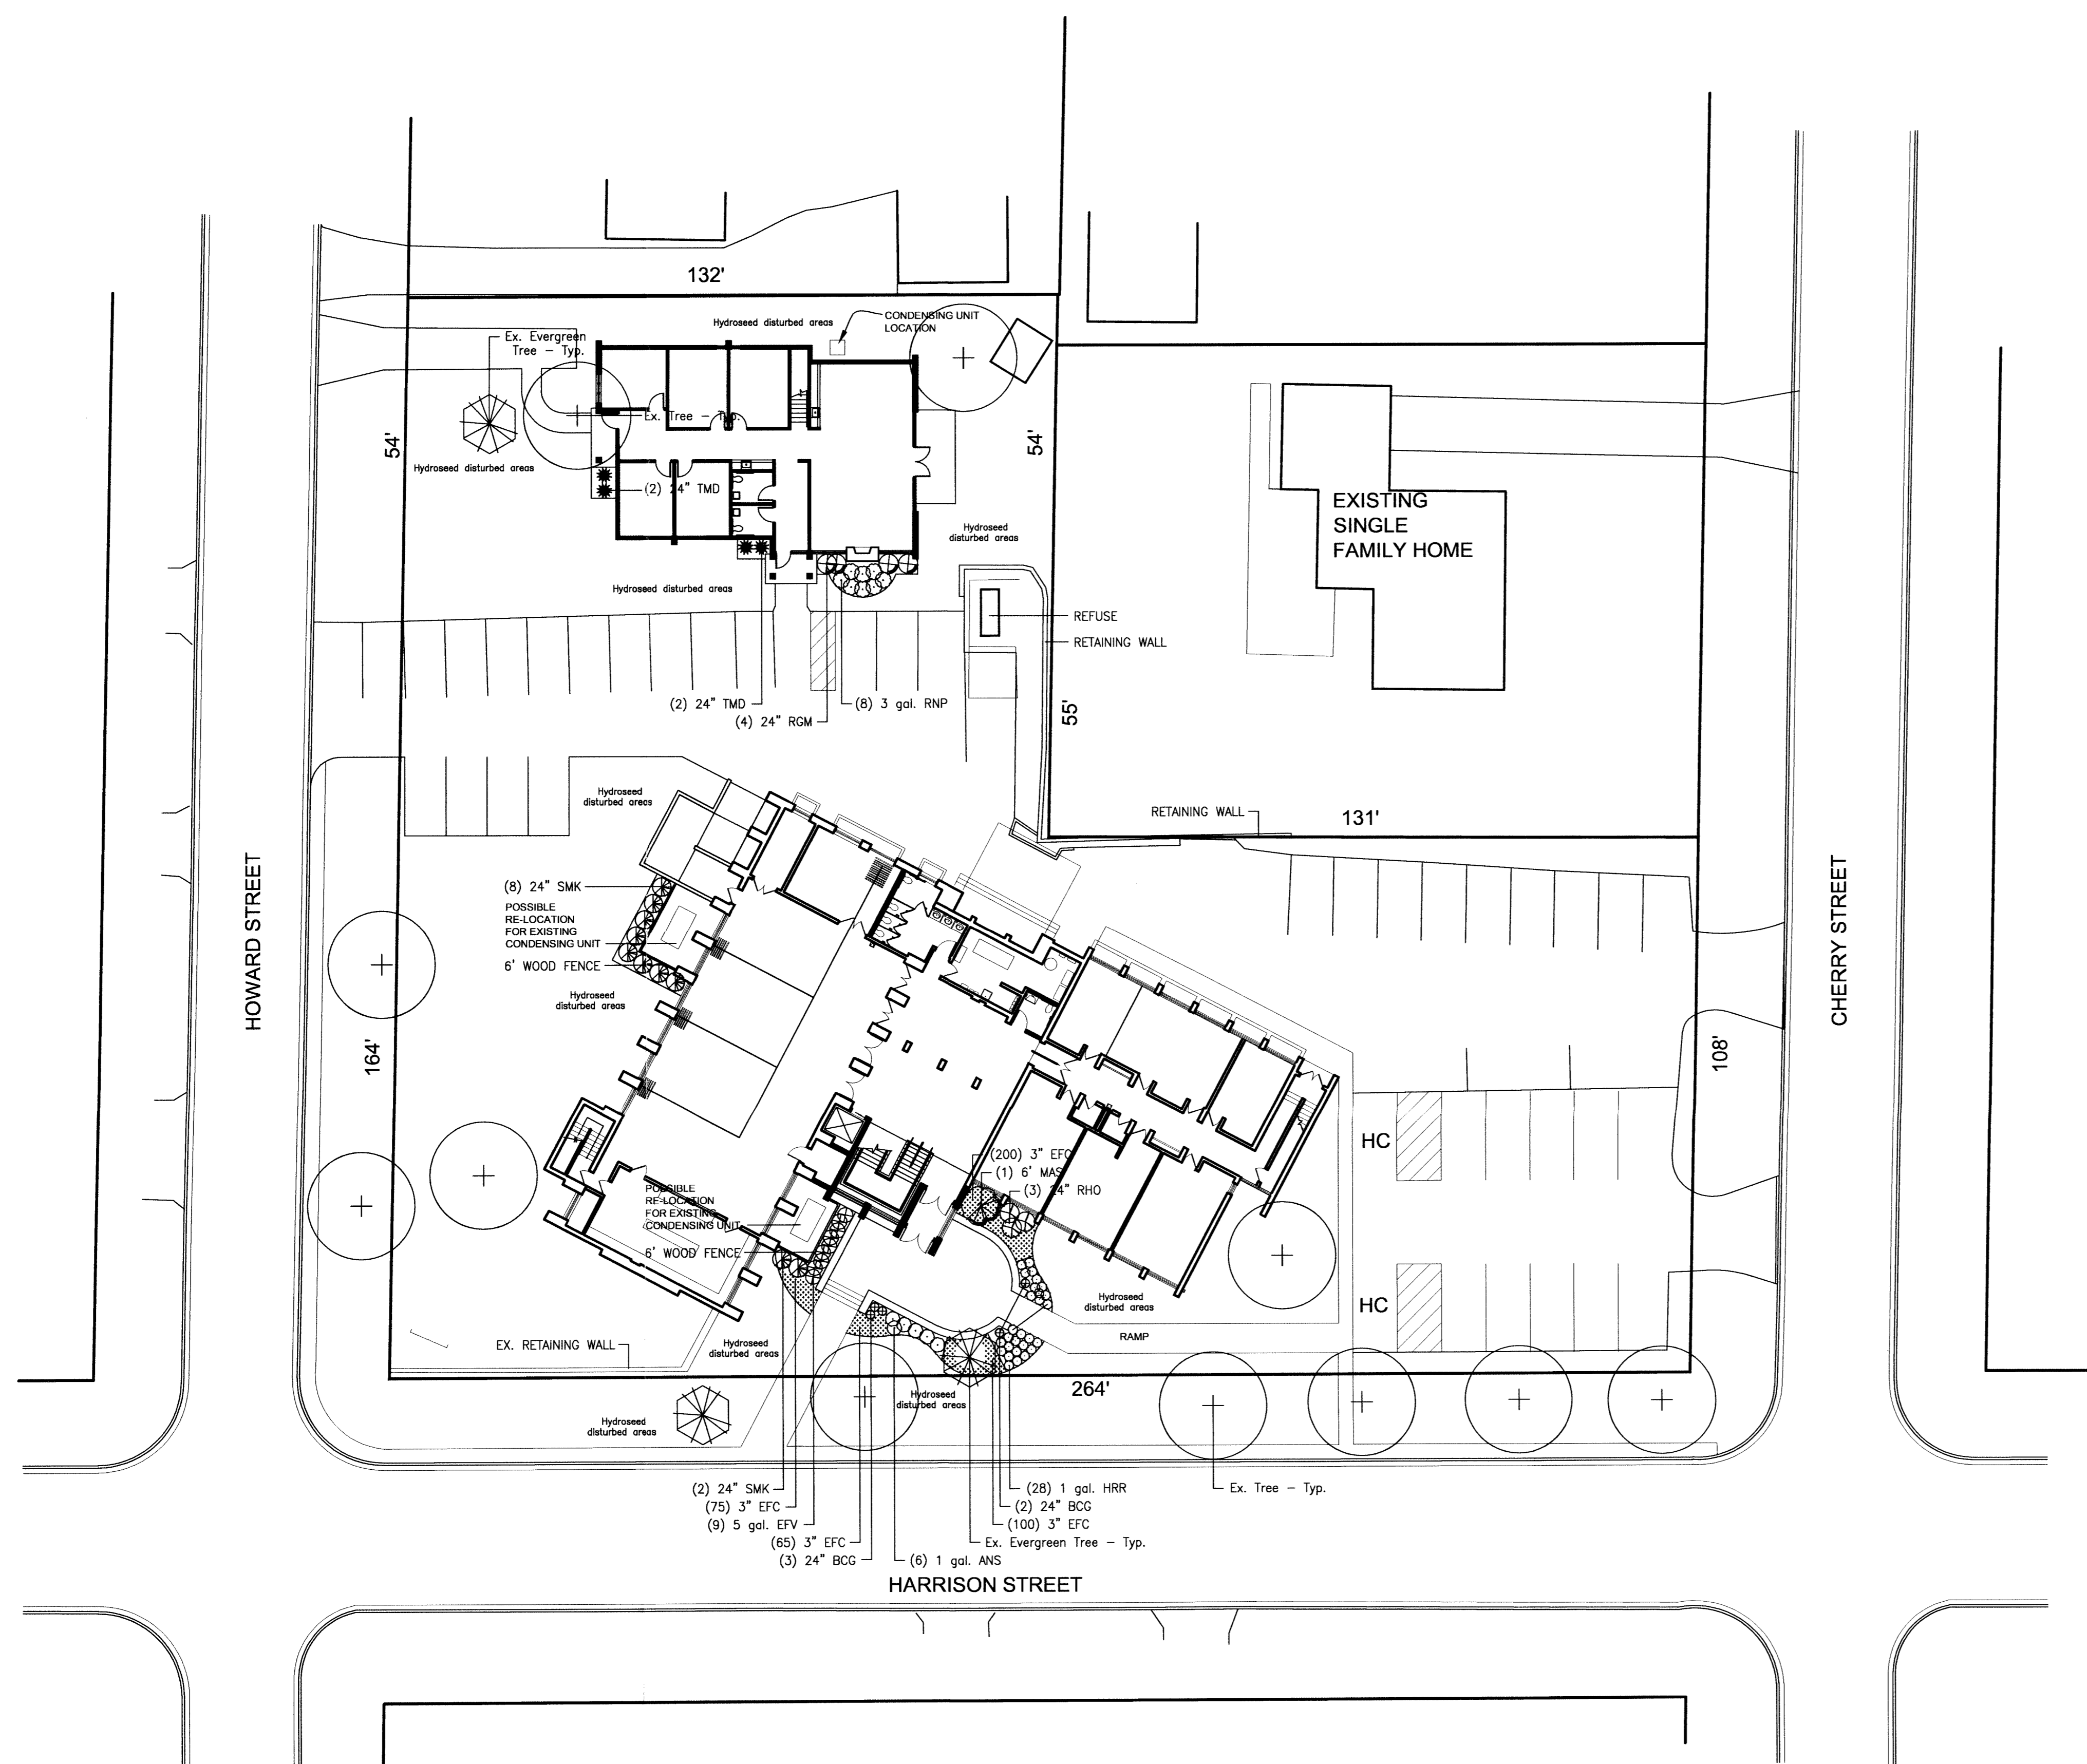 132'
Hydroseed disturbed areas
CONDENSING UNIT
LOCATION
Ex. Evergreen
Tree – Typ.
Ex. Tree – Typ.
54'
54'
Hydroseed disturbed areas
(2) 24" TMD
EXISTING
SINGLE
FAMILY HOME
Hydroseed
disturbed areas
Hydroseed disturbed areas
REFUSE
RETAINING WALL
(2) 24" TMD
(8) 3 gal. RNP
(4) 24" RGM
55'
Hydroseed
disturbed areas
RETAINING WALL
131'
(8) 24" SMK
POSSIBLE
RE-LOCATION
FOR EXISTING
CONDENSING UNIT
6' WOOD FENCE
HOWARD STREET
CHERRY STREET
Hydroseed
disturbed areas
164'
108'
HC
(200) 3" EFC
(1) 6' MAS
(3) 24" RHO
POSSIBLE
RE-LOCATION
FOR EXISTING
CONDENSING UNIT
6' WOOD FENCE
Hydroseed
disturbed areas
HC
RAMP
EX. RETAINING WALL
Hydroseed
disturbed areas
264'
Hydroseed
disturbed areas
Hydroseed
disturbed areas
(2) 24" SMK
(75) 3" EFC
(9) 5 gal. EFV
(65) 3" EFC
(3) 24" BCG
(28) 1 gal. HRR
(2) 24" BCG
(100) 3" EFC
Ex. Evergreen Tree – Typ.
(6) 1 gal. ANS
Ex. Tree – Typ.
HARRISON STREET